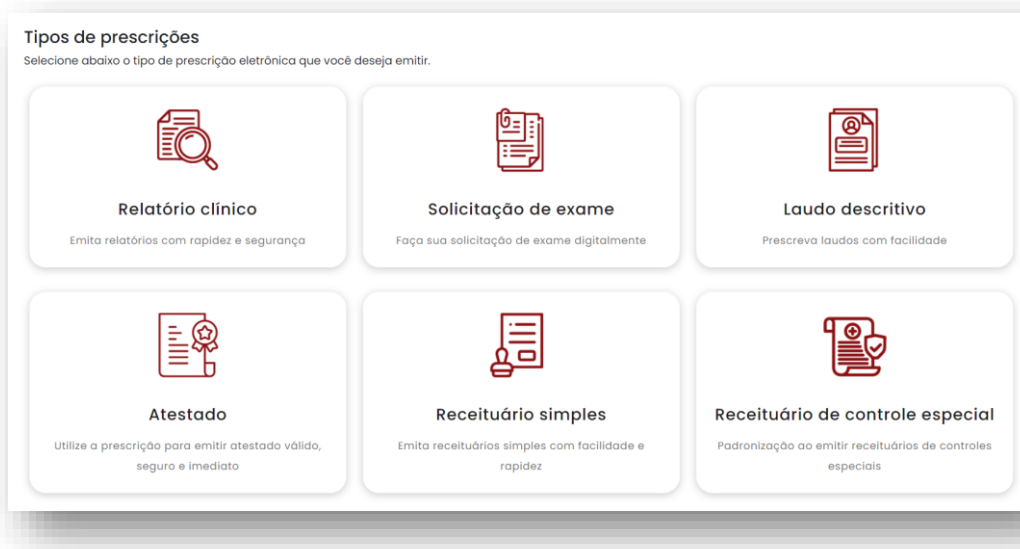 Tipos de prescrições
Selecione abaixo o tipo de prescrição eletrônica que você deseja emitir.
Relatório clínico
Emita relatórios com rapidez e segurança
Solicitação de exame
Faça sua solicitação de exame digitalmente
Laudo descritivo
Prescreva laudos com facilidade
Atestado
Utilize a prescrição para emitir atestado válido,
seguro e imediato
Receituário simples
Emita receituários simples com facilidade e
rapidez
Receituário de controle especial
Padronização ao emitir receituários de controles
especiais